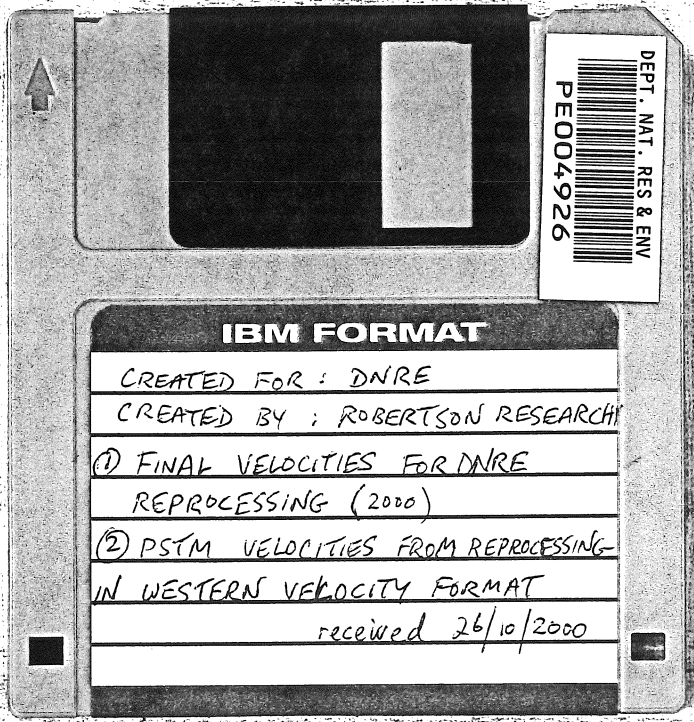 DEPT. NAT. RES & ENV
PE004926
IBM FORMAT
CREATED FOR : DNRE
CREATED BY : ROBERTSON RESEARCH
① FINAL VELOCITIES FOR DNRE
REPROCESSING (2000)
② PSTM VELOCITIES FROM REPROCESSING
IN WESTERN VELOCITY FORMAT
received 26/10/2000